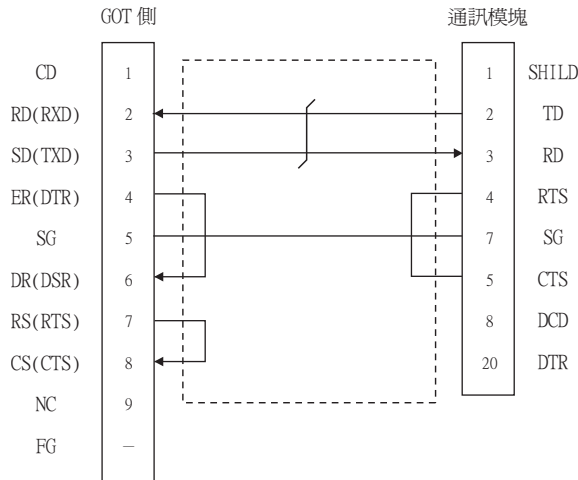 GOT 側 通訊模塊
CD 1 1 SHILD
RD(RXD) 2 2 TD
SD(TXD) 3 3 RD
ER(DTR) 4 4 RTS
SG 5 7 SG
DR(DSR) 6 5 CTS
RS(RTS) 7 8 DCD
CS(CTS) 8 20 DTR
NC 9
FG －